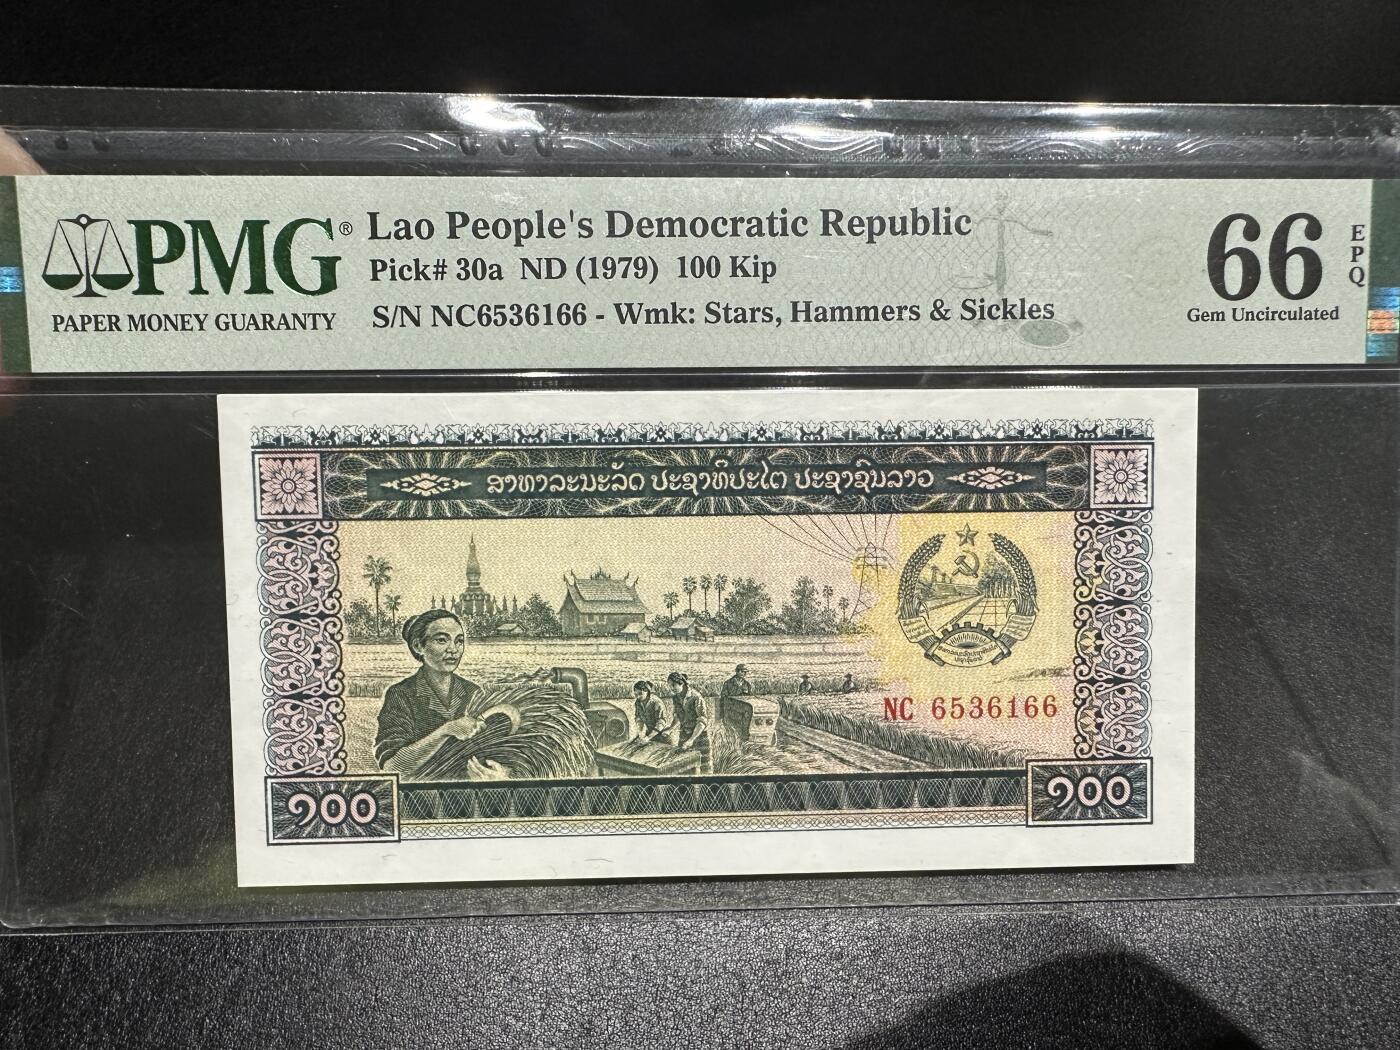 PMG®
PAPER MONEY GUARANTY
Lao People's Democratic Republic
Pick# 30a ND (1979) 100 Kip
S/N NC6536166 - Wmk: Stars, Hammers & Sickles
66 EPQ
Gem Uncirculated
ສາທາລະນະລັດ ປະຊາທິປະໄຕ ປະຊາຊົນລາວ
NC 6536166
໑໐໐
໑໐໐